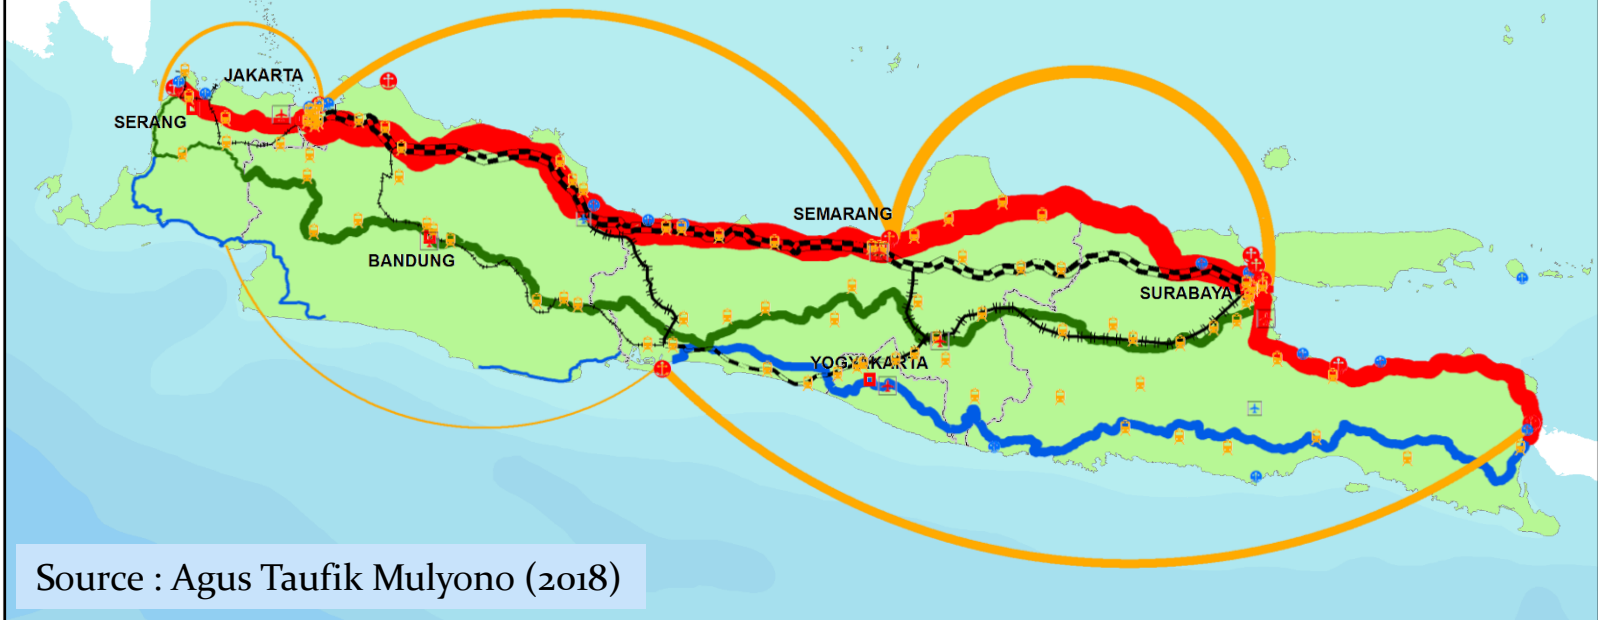 JAKARTA
SERANG
SEMARANG
BANDUNG
SURABAYA
YOGYAKARTA
Source : Agus Taufik Mulyono (2018)